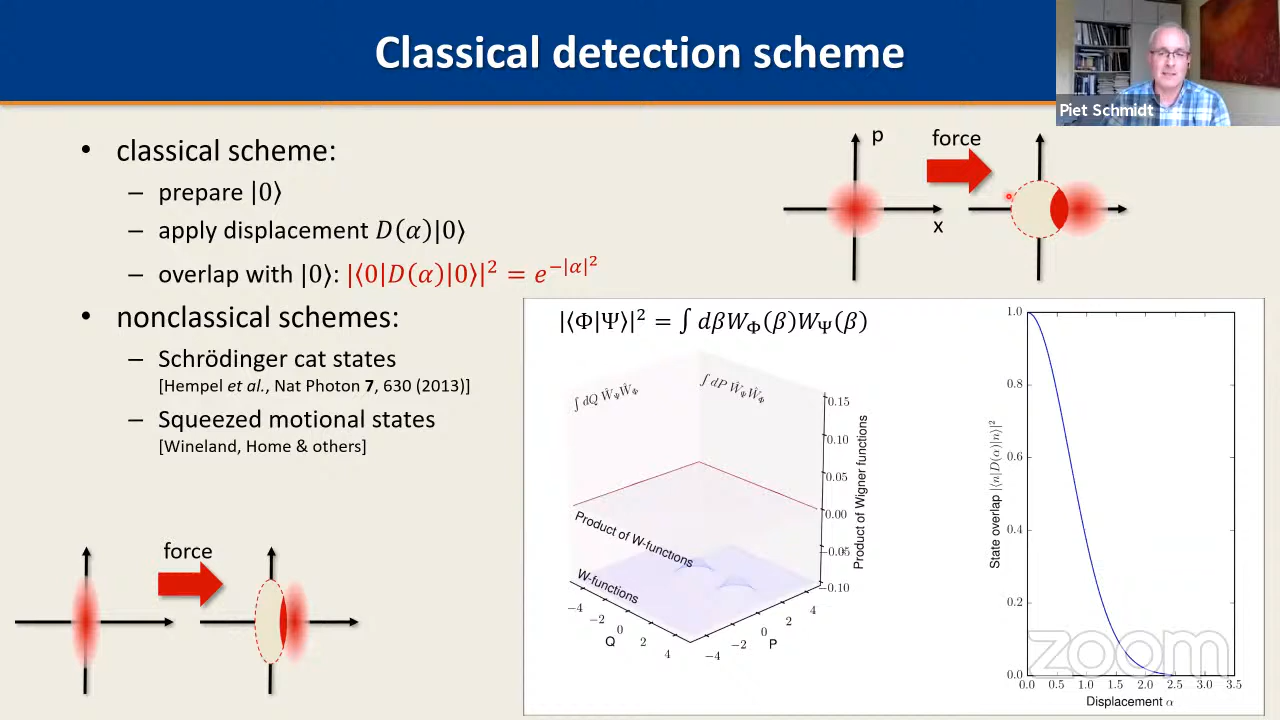 Classical detection scheme
Piet Schmidt
• classical scheme:
– prepare |0⟩
– apply displacement D(α)|0⟩
– overlap with |0⟩: |⟨0|D(α)|0⟩|² = e^{−|α|²}
• nonclassical schemes:
– Schrödinger cat states
[Hempel et al., Nat Photon 7, 630 (2013)]
– Squeezed motional states
[Wineland, Home & others]
p
force
x
force
|⟨Φ|Ψ⟩|² = ∫ dβW_Φ(β)W_Ψ(β)
∫ dQ Ŵ_Ψ Ŵ_Φ
∫ dP Ŵ_Ψ Ŵ_Φ
0.15
0.10
0.05
0.00
−0.05
−0.10
Product of Wigner functions
Product of W-functions
W-functions
−4
−2
0
2
4
Q
−4
−2
0
2
4
P
1.0
0.8
0.6
0.4
0.2
0.0
State overlap |⟨n|D(α)|n⟩|²
0.0 0.5 1.0 1.5 2.0 2.5 3.0 3.5
Displacement α
zoom